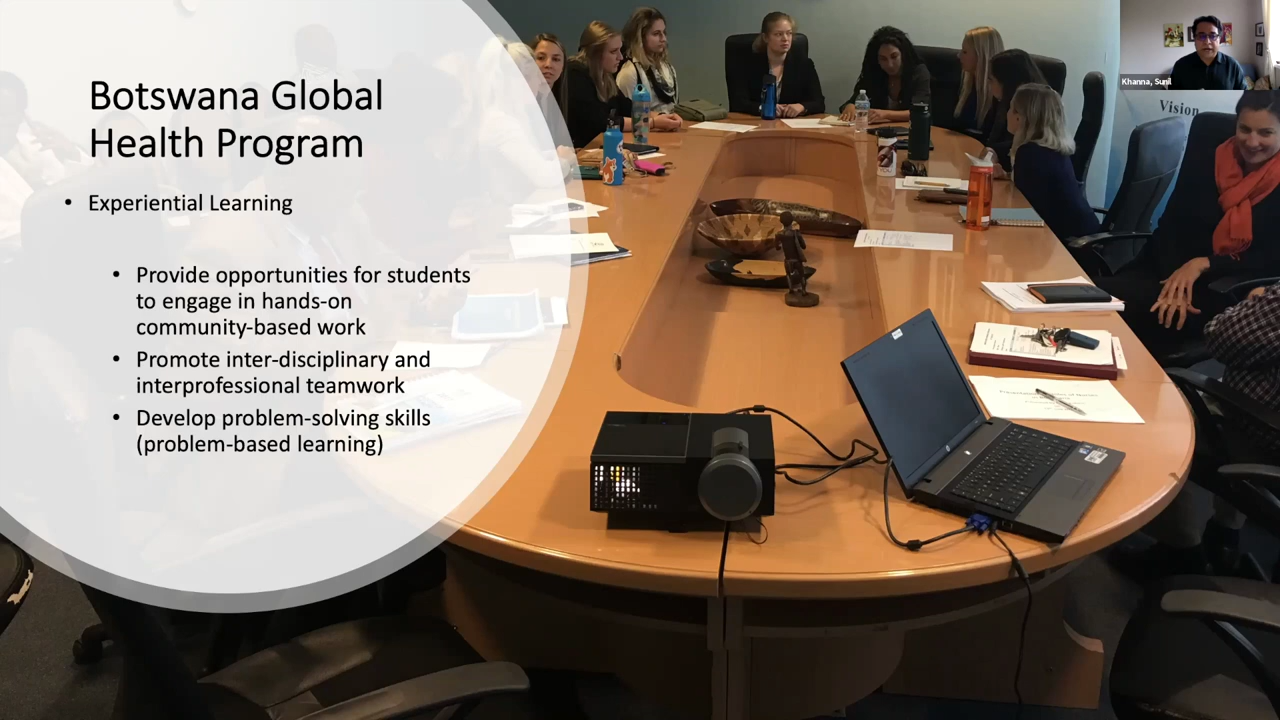 Botswana Global
Health Program
• Experiential Learning
• Provide opportunities for students
to engage in hands-on
community-based work
• Promote inter-disciplinary and
interprofessional teamwork
• Develop problem-solving skills
(problem-based learning)
Khanna, Sunil
Vision